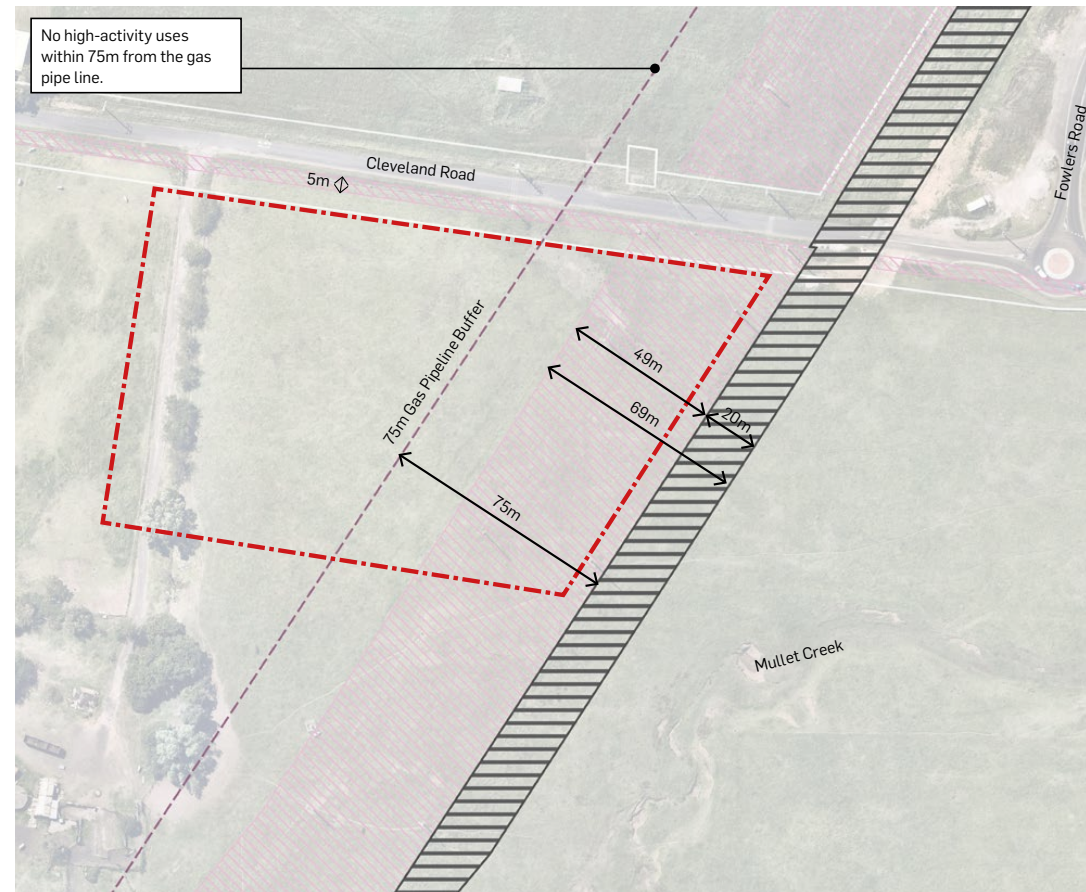 No high-activity uses
within 75m from the gas
pipe line.
Fowlers Road
Cleveland Road
5m
75m Gas Pipeline Buffer
49m
69m
20m
75m
Mullet Creek